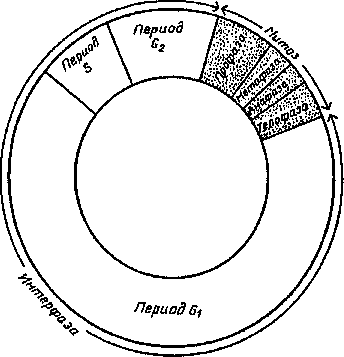 Период
S
Период
G₂
Митоз
Профаза
Метафаза
Анафаза
Телофаза
Интерфаза
Период G₁